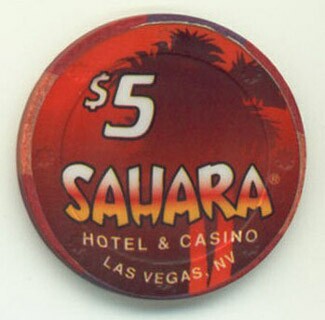 $5
SAHARA®
HOTEL & CASINO
LAS VEGAS, NV